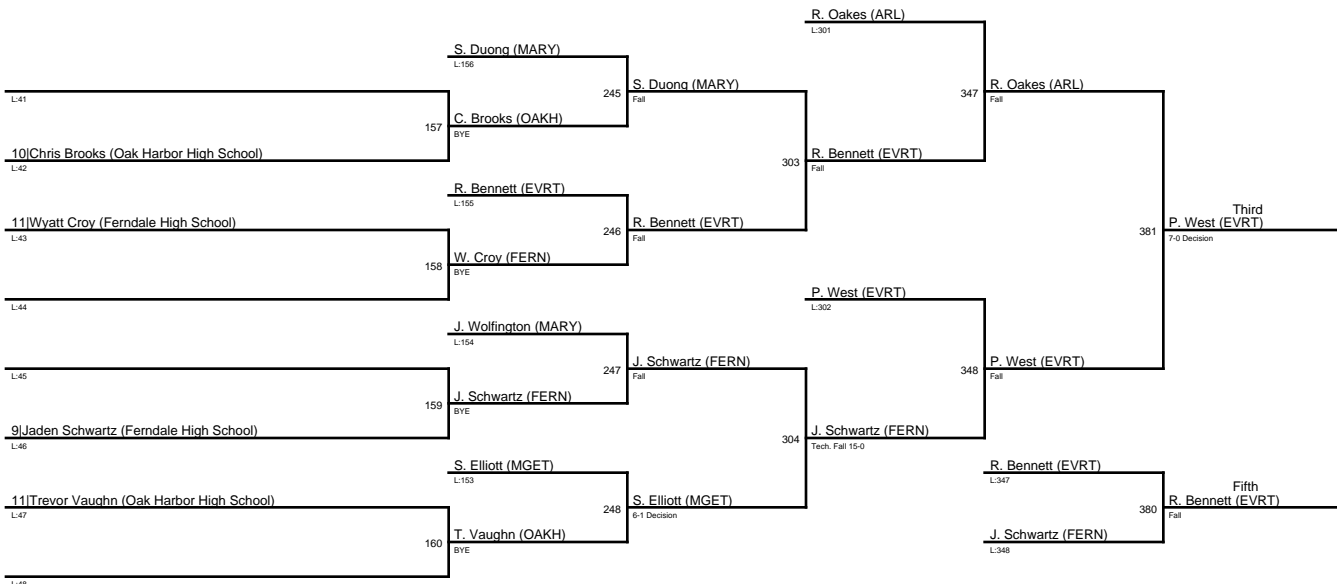 R. Oakes (ARL)
L:301
S. Duong (MARY)
L:156
L:41
245
S. Duong (MARY)
Fall
347
R. Oakes (ARL)
Fall
157
C. Brooks (OAKH)
BYE
10|Chris Brooks (Oak Harbor High School)
L:42
303
R. Bennett (EVRT)
Fall
R. Bennett (EVRT)
L:155
11|Wyatt Croy (Ferndale High School)
L:43
246
R. Bennett (EVRT)
Fall
381
Third
P. West (EVRT)
7-0 Decision
158
W. Croy (FERN)
BYE
L:44
P. West (EVRT)
L:302
J. Wolfington (MARY)
L:154
L:45
247
J. Schwartz (FERN)
Fall
348
P. West (EVRT)
Fall
159
J. Schwartz (FERN)
BYE
9|Jaden Schwartz (Ferndale High School)
L:46
304
J. Schwartz (FERN)
Tech. Fall 15-0
S. Elliott (MGET)
L:153
R. Bennett (EVRT)
L:347
11|Trevor Vaughn (Oak Harbor High School)
L:47
248
S. Elliott (MGET)
6-1 Decision
380
Fifth
R. Bennett (EVRT)
Fall
160
T. Vaughn (OAKH)
BYE
J. Schwartz (FERN)
L:348
L:48